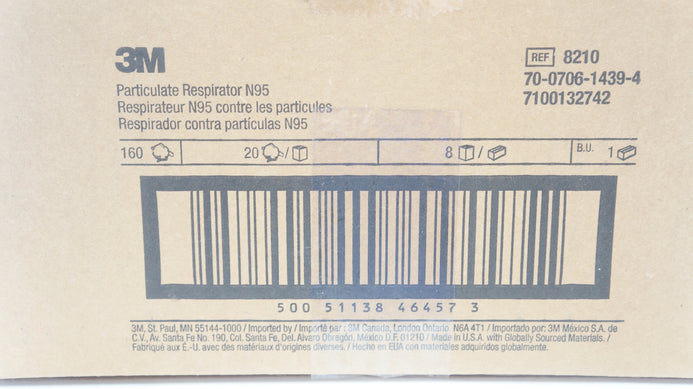 3M
REF 8210
70-0706-1439-4
7100132742
Particulate Respirator N95
Respirateur N95 contre les particules
Respirador contra partículas N95
160 20 / 8 / B.U. 1
500 51138 46457 3
3M, St. Paul, MN 55144-1000 / Imported by / Importé par : 3M Canada, London Ontario N6A 4T1 / Importado por: 3M México S.A. de
C.V., Av. Santa Fe No. 190, Col. Santa Fe, Del. Alvaro Obregón, México D.F. 01210 / Made in U.S.A. with Globally Sourced Materials. /
Fabriqué aux É.-U. avec des matériaux d'origines diverses. / Hecho en EUA con materiales adquiridos globalmente.